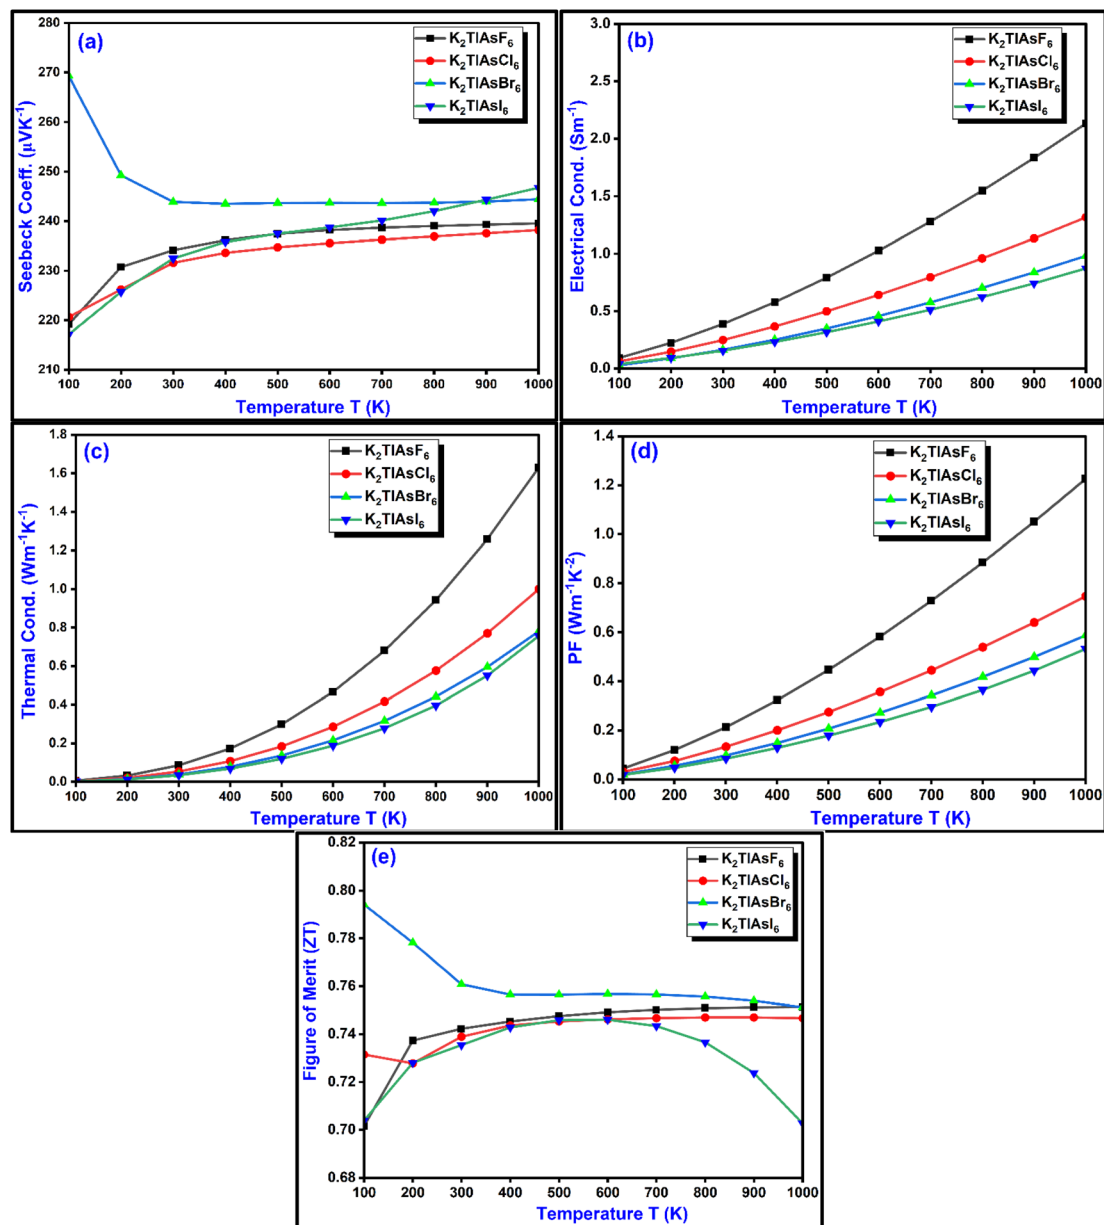 (a)
K₂TlAsF₆
K₂TlAsCl₆
K₂TlAsBr₆
K₂TlAsI₆
280
270
260
250
240
230
220
210
Seebeck Coeff. (µVK⁻¹)
100 200 300 400 500 600 700 800 900 1000
Temperature T (K)
(b)
K₂TlAsF₆
K₂TlAsCl₆
K₂TlAsBr₆
K₂TlAsI₆
3.0
2.5
2.0
1.5
1.0
0.5
0.0
Electrical Cond. (Sm⁻¹)
100 200 300 400 500 600 700 800 900 1000
Temperature T (K)
(c)
K₂TlAsF₆
K₂TlAsCl₆
K₂TlAsBr₆
K₂TlAsI₆
1.8
1.6
1.4
1.2
1.0
0.8
0.6
0.4
0.2
0.0
Thermal Cond. (Wm⁻¹K⁻¹)
100 200 300 400 500 600 700 800 900 1000
Temperature T (K)
(d)
K₂TlAsF₆
K₂TlAsCl₆
K₂TlAsBr₆
K₂TlAsI₆
1.4
1.2
1.0
0.8
0.6
0.4
0.2
0.0
PF (Wm⁻¹K⁻²)
100 200 300 400 500 600 700 800 900 1000
Temperature T (K)
(e)
K₂TlAsF₆
K₂TlAsCl₆
K₂TlAsBr₆
K₂TlAsI₆
0.82
0.80
0.78
0.76
0.74
0.72
0.70
0.68
Figure of Merit (ZT)
100 200 300 400 500 600 700 800 900 1000
Temperature T (K)